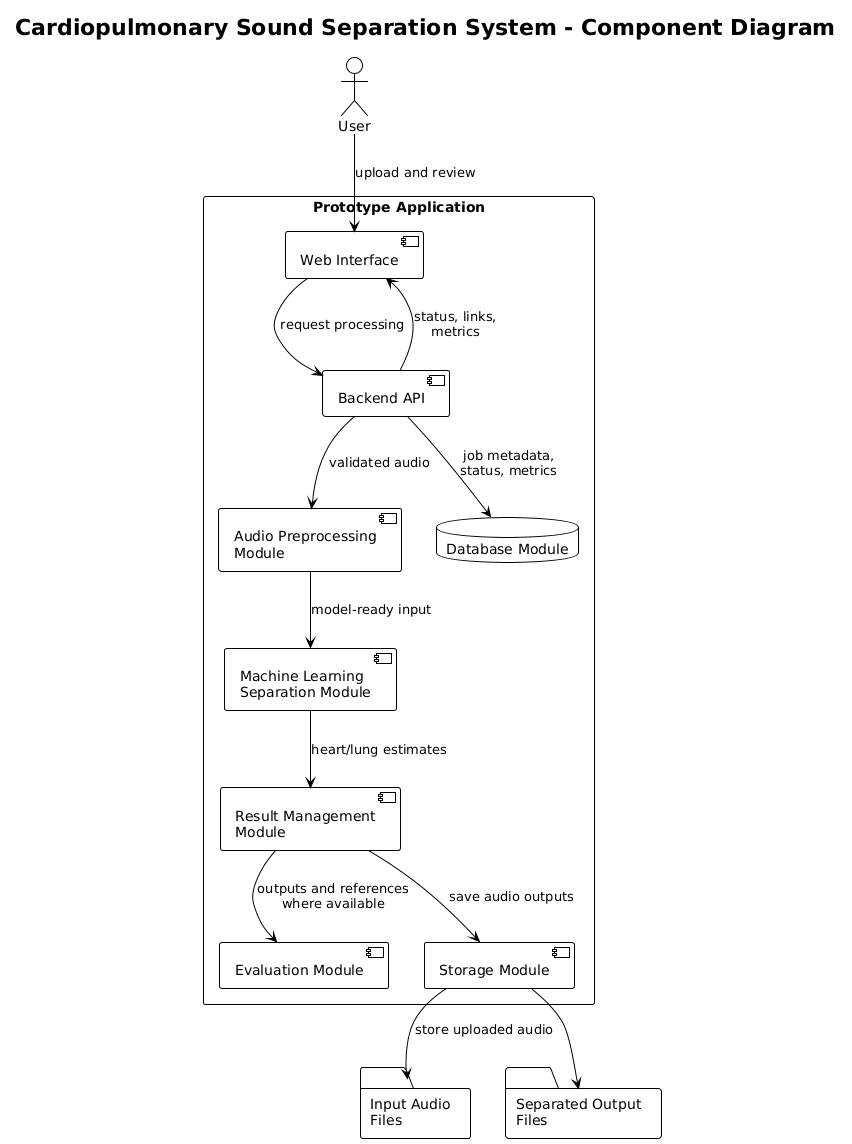 Cardiopulmonary Sound Separation System - Component Diagram
User
upload and review
Prototype Application
Web Interface
request processing
status, links,
metrics
Backend API
validated audio
job metadata,
status, metrics
Audio Preprocessing
Module
Database Module
model-ready input
Machine Learning
Separation Module
heart/lung estimates
Result Management
Module
outputs and references
where available
save audio outputs
Evaluation Module
Storage Module
store uploaded audio
Input Audio
Files
Separated Output
Files